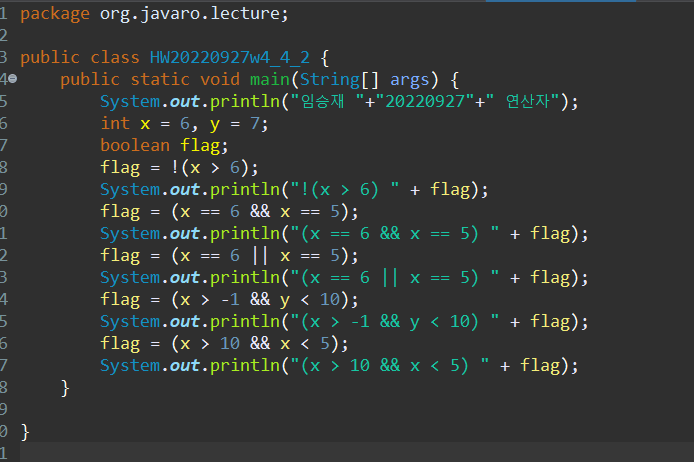 1 package org.javaro.lecture;
2
3 public class HW20220927w4_4_2 {
4 public static void main(String[] args) {
5 System.out.println("임승재 "+"20220927"+" 연산자");
6 int x = 6, y = 7;
7 boolean flag;
8 flag = !(x > 6);
9 System.out.println("!(x > 6) " + flag);
0 flag = (x == 6 && x == 5);
1 System.out.println("(x == 6 && x == 5) " + flag);
2 flag = (x == 6 || x == 5);
3 System.out.println("(x == 6 || x == 5) " + flag);
4 flag = (x > -1 && y < 10);
5 System.out.println("(x > -1 && y < 10) " + flag);
6 flag = (x > 10 && x < 5);
7 System.out.println("(x > 10 && x < 5) " + flag);
8 }
9
0 }
1